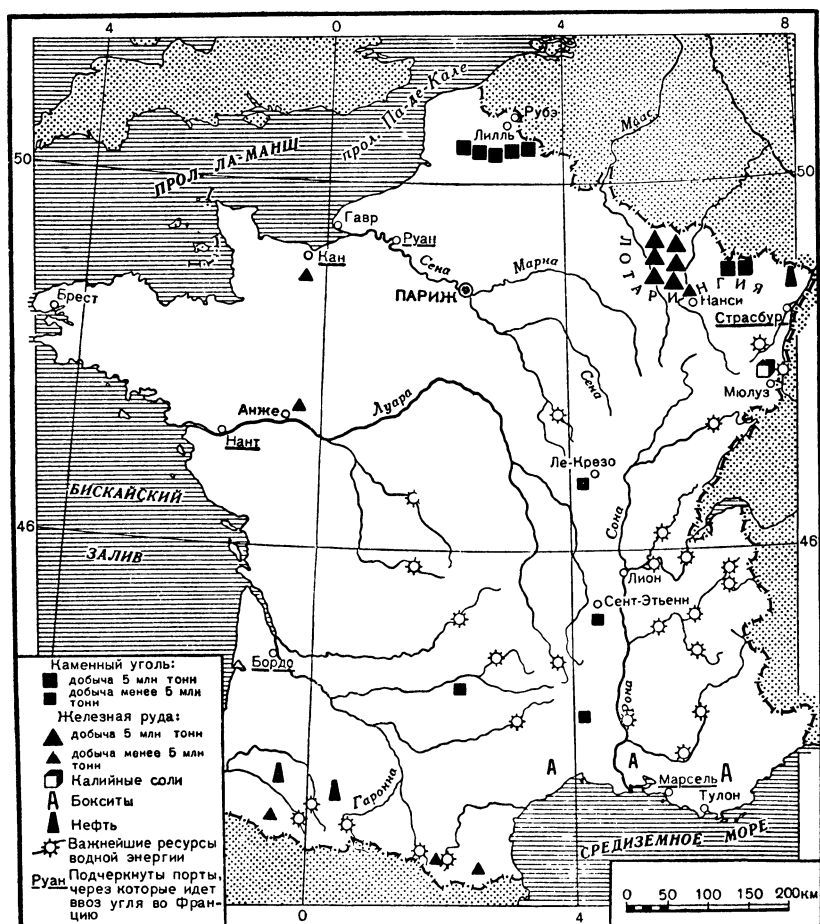 4
0
4
8
прол. Па-де-Кале
Рубэ
Лилль
Маас
50
ПРОЛ. ЛА-МАНШ
50
Гавр
Руан
Кан
Сена
Марна
ЛОТАРИНГИЯ
Нанси
ПАРИЖ
Страсбур
Брест
Сена
Мюлуз
Анже
Луара
Нант
Ле-Крезо
БИСКАЙСКИЙ
ЗАЛИВ
Сона
46
46
Лион
Сент-Этьенн
Бордо
Рона
Гаронна
Марсель
Тулон
СРЕДИЗЕМНОЕ МОРЕ
Каменный уголь:
добыча 5 млн тонн
добыча менее 5 млн
тонн
Железная руда:
добыча 5 млн тонн
добыча менее 5 млн
тонн
Калийные соли
Бокситы
Нефть
Важнейшие ресурсы
водной энергии
Руан Подчеркнуты порты,
через которые идет
ввоз угля во Фран-
цию
0 50 100 150 200км
0
4